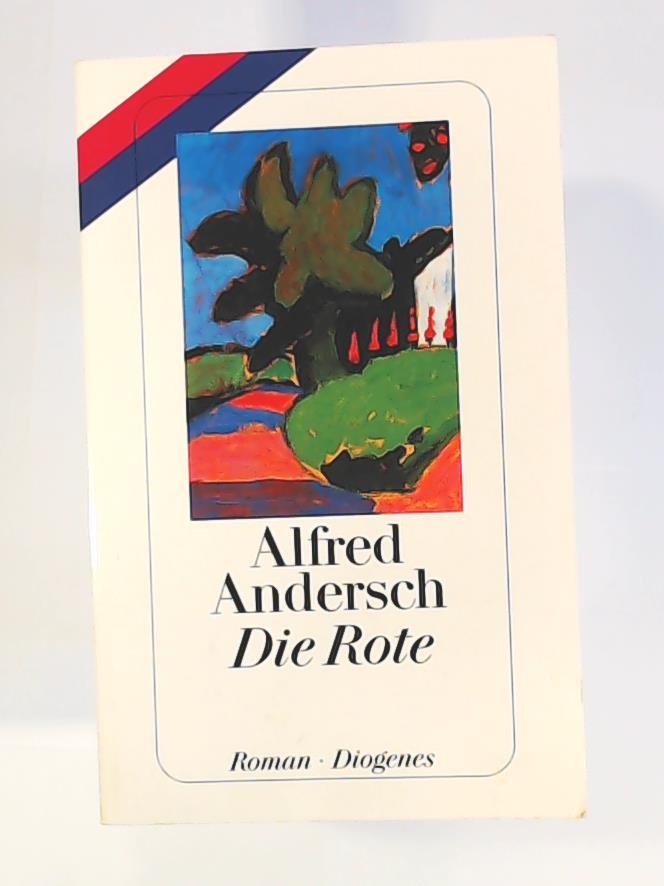 Alfred
Andersch
Die Rote
Roman · Diogenes